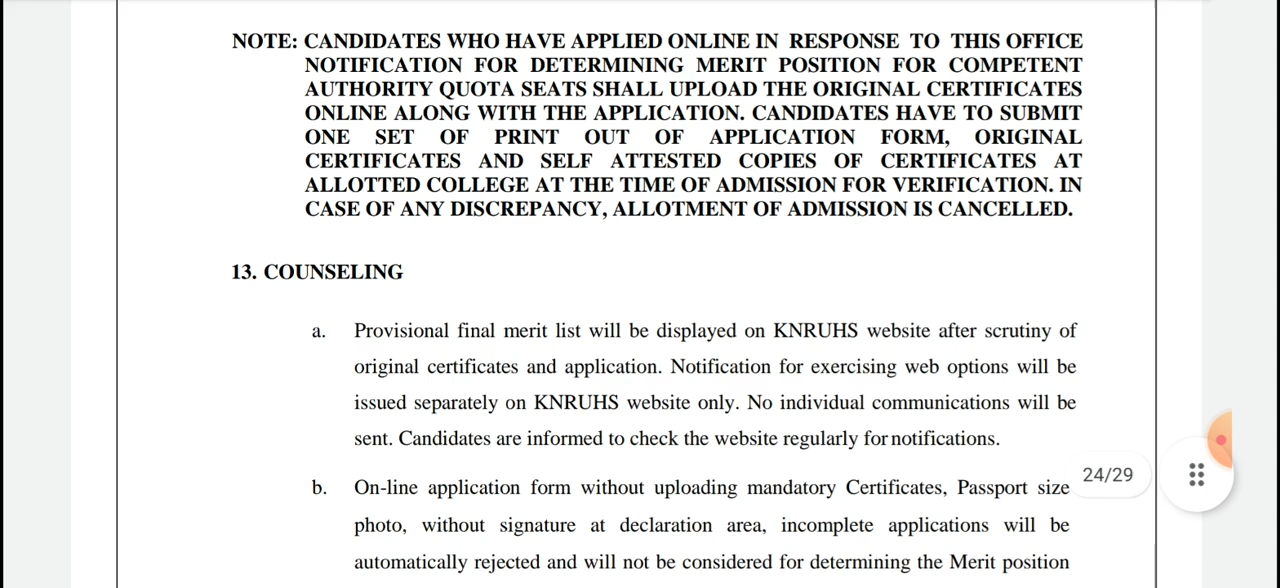 NOTE: CANDIDATES WHO HAVE APPLIED ONLINE IN RESPONSE TO THIS OFFICE
NOTIFICATION FOR DETERMINING MERIT POSITION FOR COMPETENT
AUTHORITY QUOTA SEATS SHALL UPLOAD THE ORIGINAL CERTIFICATES
ONLINE ALONG WITH THE APPLICATION. CANDIDATES HAVE TO SUBMIT
ONE SET OF PRINT OUT OF APPLICATION FORM, ORIGINAL
CERTIFICATES AND SELF ATTESTED COPIES OF CERTIFICATES AT
ALLOTTED COLLEGE AT THE TIME OF ADMISSION FOR VERIFICATION. IN
CASE OF ANY DISCREPANCY, ALLOTMENT OF ADMISSION IS CANCELLED.
13. COUNSELING
a. Provisional final merit list will be displayed on KNRUHS website after scrutiny of
original certificates and application. Notification for exercising web options will be
issued separately on KNRUHS website only. No individual communications will be
sent. Candidates are informed to check the website regularly for notifications.
24/29
b. On-line application form without uploading mandatory Certificates, Passport size
photo, without signature at declaration area, incomplete applications will be
automatically rejected and will not be considered for determining the Merit position